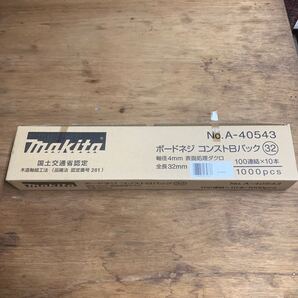 No.A-40543
makita
ボードネジ コンストBパック 32
国土交通省認定
軸径4mm 表面処理ダクロ
木造軸組工法(品確法 認定番号 261)
全長32mm
100連結×10本
1000pcs
No.A-40543